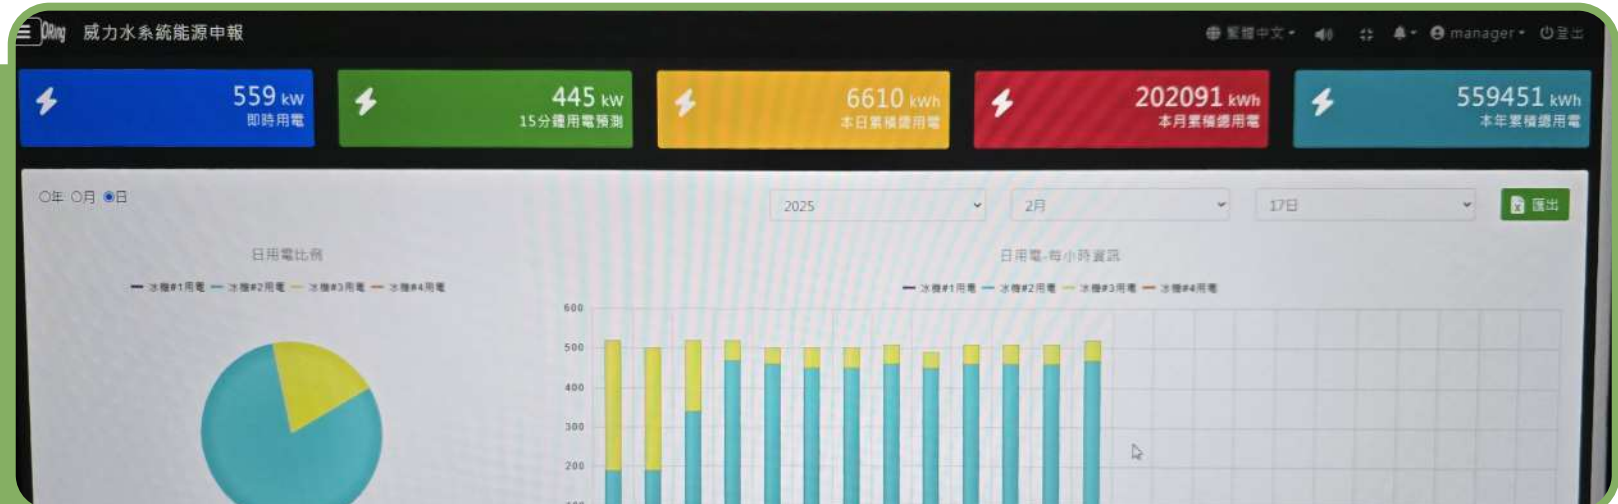 ORing 威力水系統能源申報
繁體中文 manager 登出
559 kW
即時用電
445 kW
15分鐘用電預測
6610 kWh
本日累積總用電
202091 kWh
本月累積總用電
559451 kWh
本年累積總用電
年 月 日
2025 2月 17日 匯出
日用電比例
冰機#1用電 冰機#2用電 冰機#3用電 冰機#4用電
日用電-每小時資訊
冰機#1用電 冰機#2用電 冰機#3用電 冰機#4用電
600
500
400
300
200